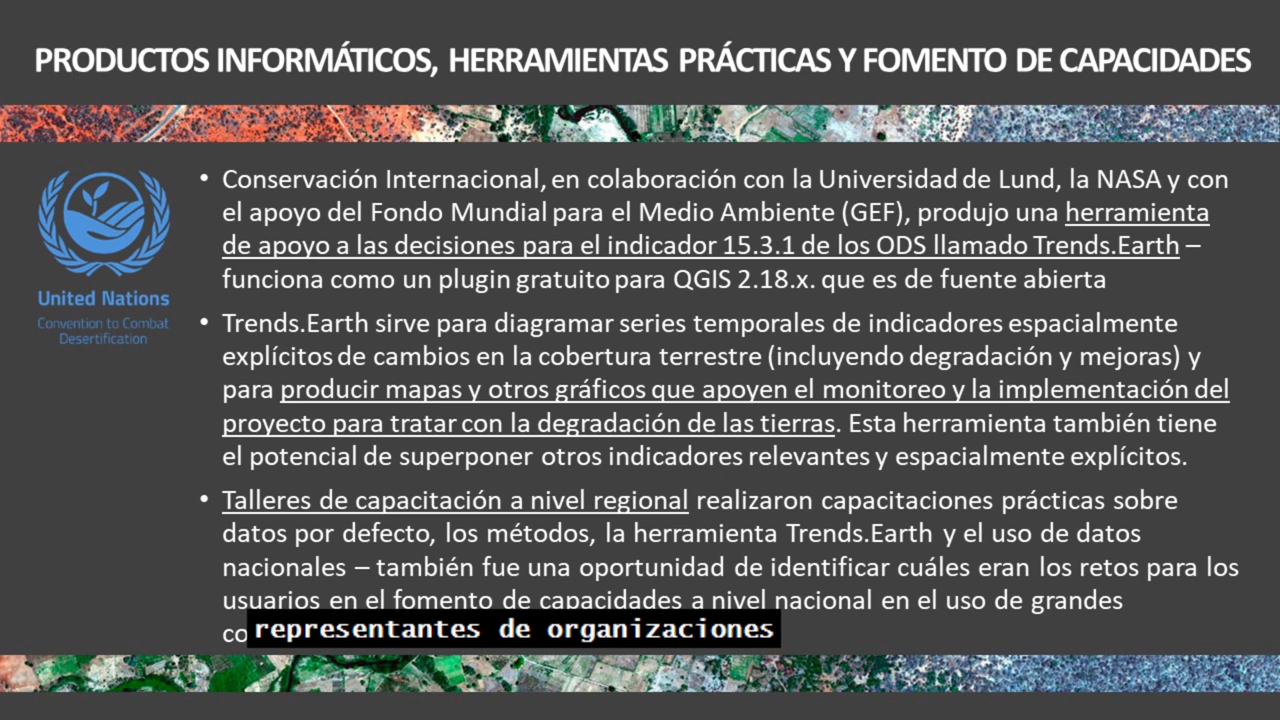 PRODUCTOS INFORMÁTICOS, HERRAMIENTAS PRÁCTICAS Y FOMENTO DE CAPACIDADES
United Nations
Convention to Combat
Desertification
• Conservación Internacional, en colaboración con la Universidad de Lund, la NASA y con
el apoyo del Fondo Mundial para el Medio Ambiente (GEF), produjo una herramienta
de apoyo a las decisiones para el indicador 15.3.1 de los ODS llamado Trends.Earth –
funciona como un plugin gratuito para QGIS 2.18.x. que es de fuente abierta
• Trends.Earth sirve para diagramar series temporales de indicadores espacialmente
explícitos de cambios en la cobertura terrestre (incluyendo degradación y mejoras) y
para producir mapas y otros gráficos que apoyen el monitoreo y la implementación del
proyecto para tratar con la degradación de las tierras. Esta herramienta también tiene
el potencial de superponer otros indicadores relevantes y espacialmente explícitos.
• Talleres de capacitación a nivel regional realizaron capacitaciones prácticas sobre
datos por defecto, los métodos, la herramienta Trends.Earth y el uso de datos
nacionales – también fue una oportunidad de identificar cuáles eran los retos para los
usuarios en el fomento de capacidades a nivel nacional en el uso de grandes
representantes de organizaciones